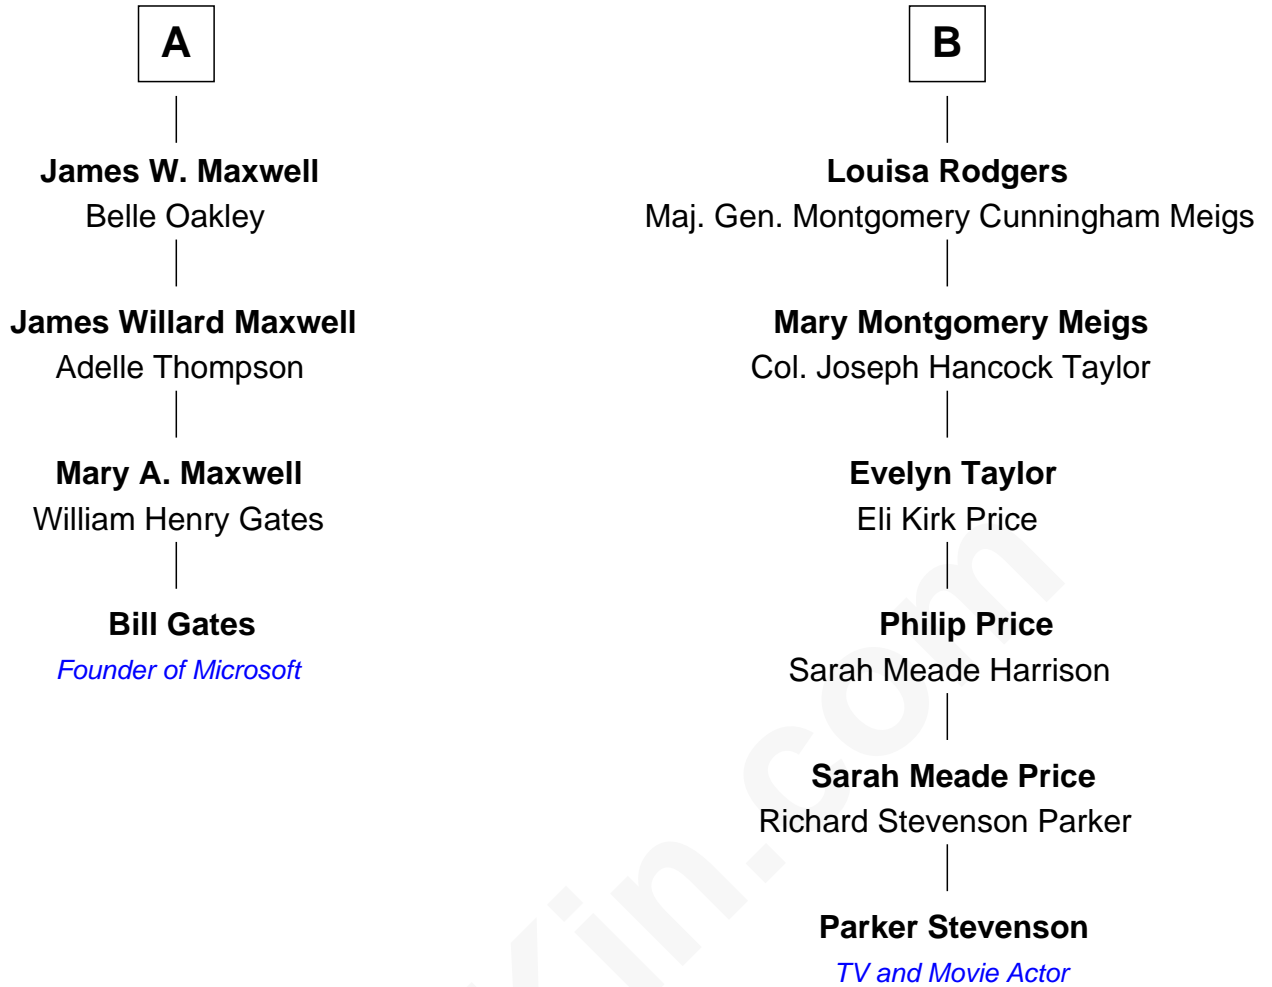 A
James W. Maxwell
Belle Oakley
James Willard Maxwell
Adelle Thompson
Mary A. Maxwell
William Henry Gates
Bill Gates
Founder of Microsoft
B
Louisa Rodgers
Maj. Gen. Montgomery Cunningham Meigs
Mary Montgomery Meigs
Col. Joseph Hancock Taylor
Evelyn Taylor
Eli Kirk Price
Philip Price
Sarah Meade Harrison
Sarah Meade Price
Richard Stevenson Parker
Parker Stevenson
TV and Movie Actor
Kin.com